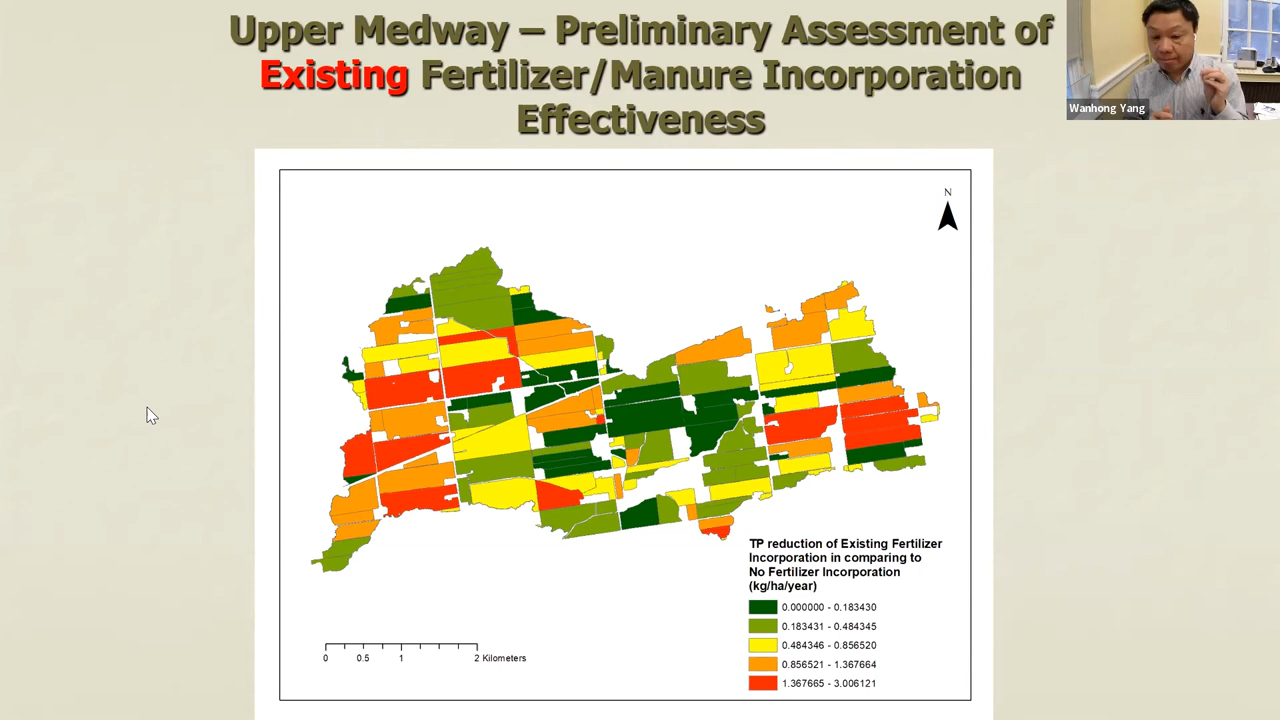 Upper Medway – Preliminary Assessment of
Existing Fertilizer/Manure Incorporation
Effectiveness
Wanhong Yang
N
TP reduction of Existing Fertilizer
Incorporation in comparing to
No Fertilizer Incorporation
(kg/ha/year)
0.000000 - 0.183430
0.183431 - 0.484345
0.484346 - 0.856520
0.856521 - 1.367664
1.367665 - 3.006121
0 0.5 1 2 Kilometers